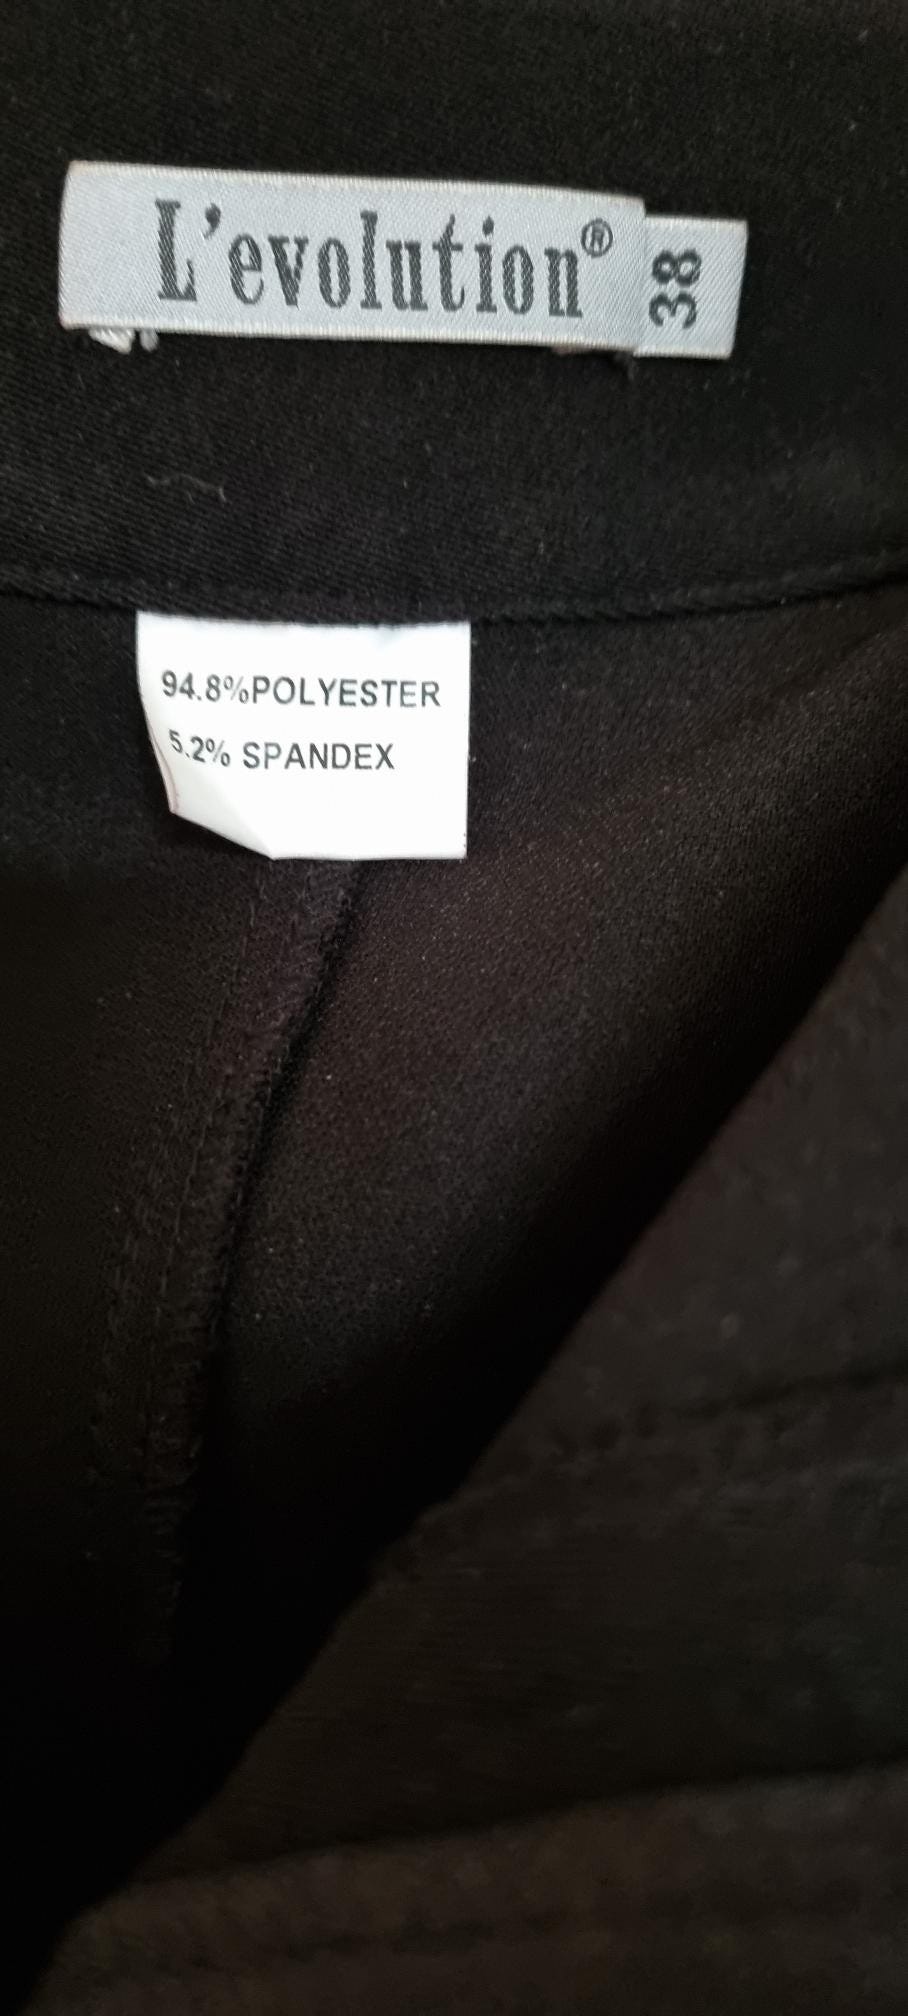 L'evolution®
38
94.8%POLYESTER
5.2% SPANDEX